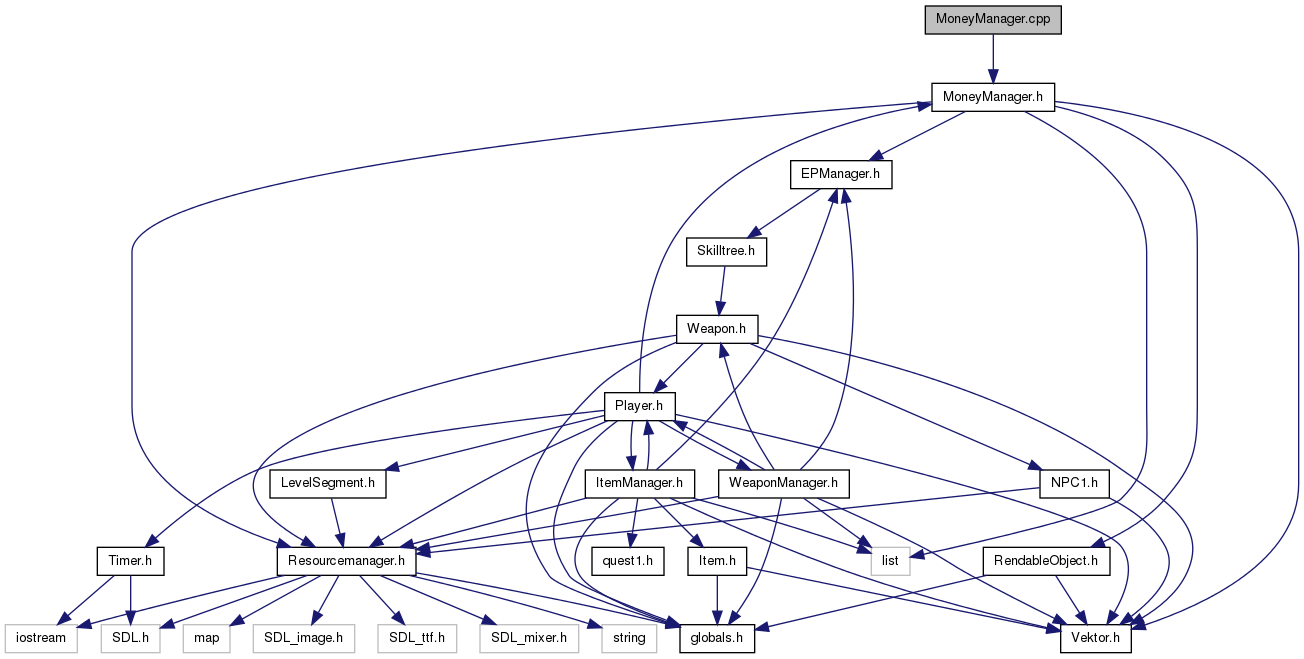 MoneyManager.cpp
MoneyManager.h
EPManager.h
Skilltree.h
Weapon.h
Player.h
LevelSegment.h
ItemManager.h
WeaponManager.h
NPC1.h
Timer.h
Resourcemanager.h
quest1.h
Item.h
list
RendableObject.h
iostream
SDL.h
map
SDL_image.h
SDL_ttf.h
SDL_mixer.h
string
globals.h
Vektor.h